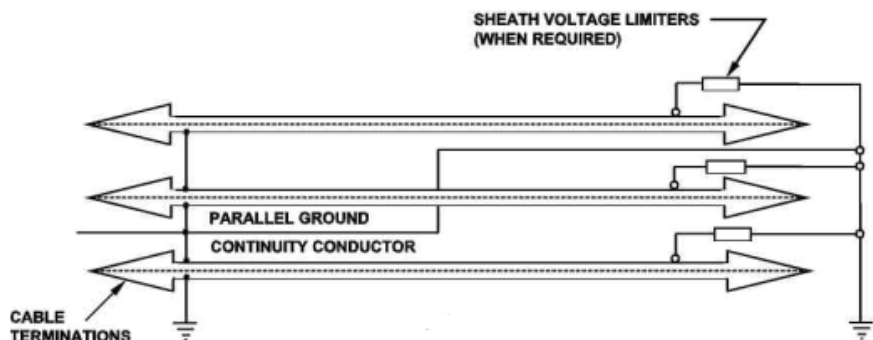 SHEATH VOLTAGE LIMITERS
(WHEN REQUIRED)
PARALLEL GROUND
CONTINUITY CONDUCTOR
CABLE
TERMINATIONS